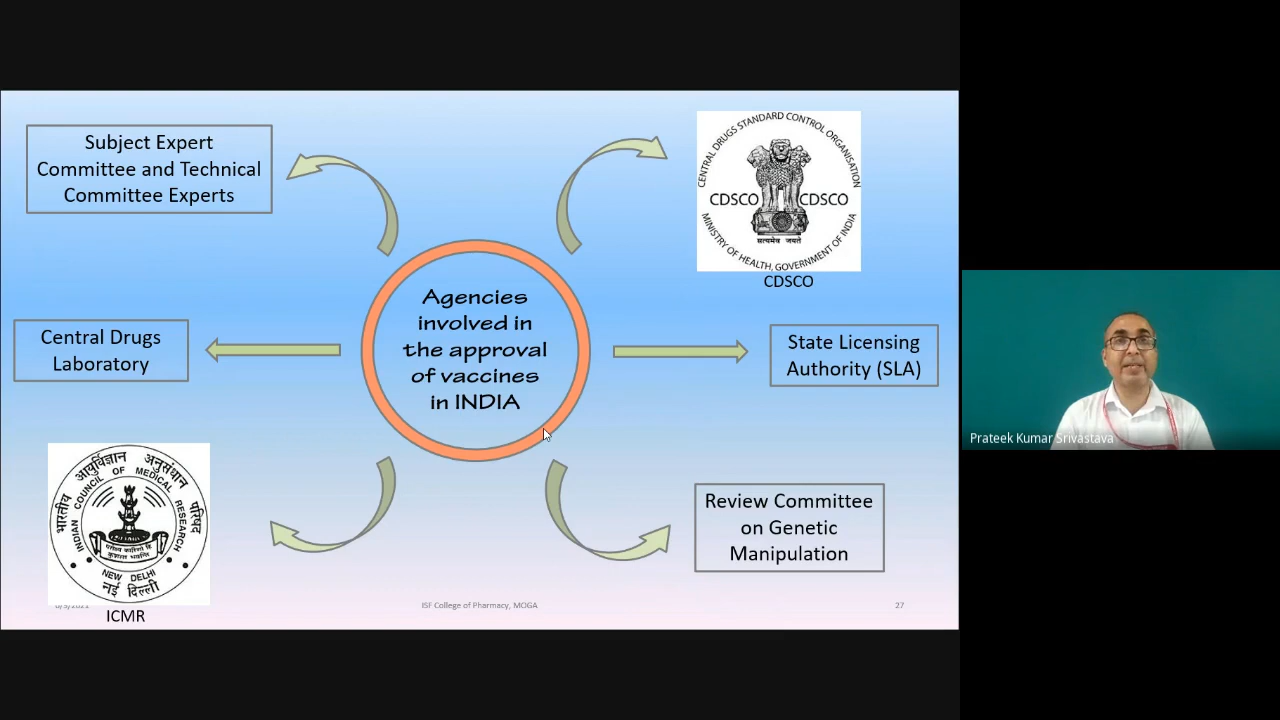 Subject Expert
Committee and Technical
Committee Experts
CENTRAL DRUGS STANDARD CONTROL ORGANISATION
CDSCO CDSCO
सत्यमेव जयते
MINISTRY OF HEALTH, GOVERNMENT OF INDIA
CDSCO
Agencies
involved in
the approval
of vaccines
in INDIA
Central Drugs
Laboratory
State Licensing
Authority (SLA)
भारतीय आयुर्विज्ञान अनुसंधान परिषद
INDIAN COUNCIL OF MEDICAL RESEARCH
NEW DELHI
नई दिल्ली
ICMR
Review Committee
on Genetic
Manipulation
ISF College of Pharmacy, MOGA
27
Prateek Kumar Srivastava